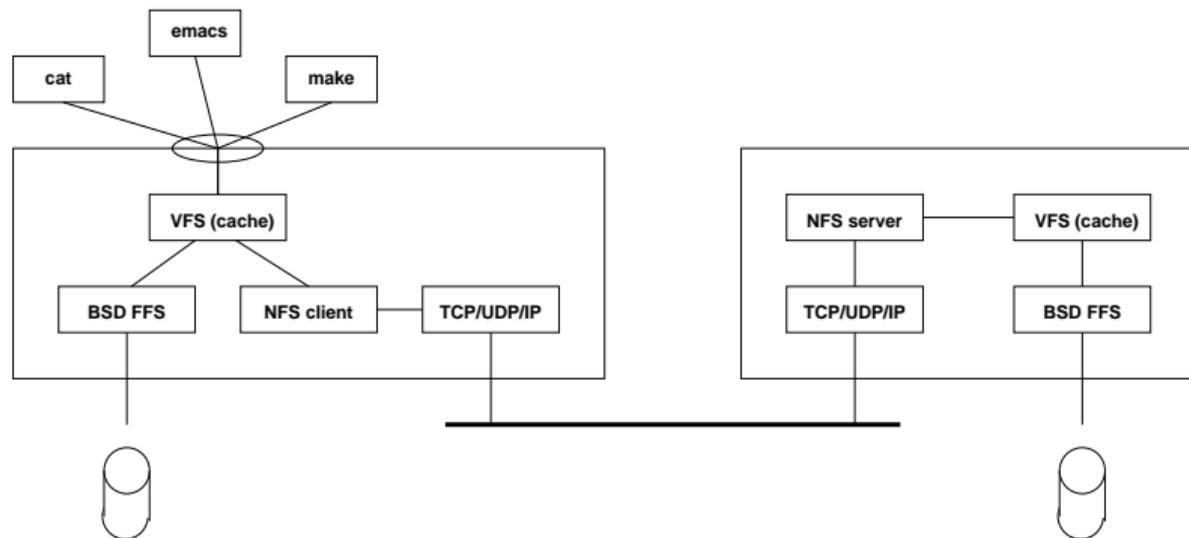 emacs
cat
make
VFS (cache)
NFS server
VFS (cache)
BSD FFS
NFS client
TCP/UDP/IP
TCP/UDP/IP
BSD FFS